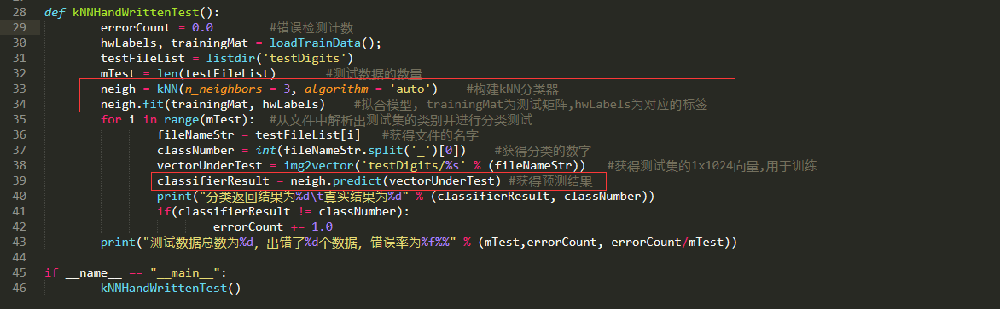 28 def kNNHandWrittenTest():
29 errorCount = 0.0 #错误检测计数
30 hwLabels, trainingMat = loadTrainData();
31 testFileList = listdir('testDigits')
32 mTest = len(testFileList) #测试数据的数量
33 neigh = kNN(n_neighbors = 3, algorithm = 'auto') #构建kNN分类器
34 neigh.fit(trainingMat, hwLabels) #拟合模型, trainingMat为测试矩阵,hwLabels为对应的标签
35 for i in range(mTest): #从文件中解析出测试集的类别并进行分类测试
36 fileNameStr = testFileList[i] #获得文件的名字
37 classNumber = int(fileNameStr.split('_')[0]) #获得分类的数字
38 vectorUnderTest = img2vector('testDigits/%s' % (fileNameStr)) #获得测试集的1x1024向量,用于训练
39 classifierResult = neigh.predict(vectorUnderTest) #获得预测结果
40 print("分类返回结果为%d\t真实结果为%d" % (classifierResult, classNumber))
41 if(classifierResult != classNumber):
42 errorCount += 1.0
43 print("测试数据总数为%d, 出错了%d个数据, 错误率为%f%%" % (mTest,errorCount, errorCount/mTest))
44
45 if __name__ == "__main__":
46 kNNHandWrittenTest()